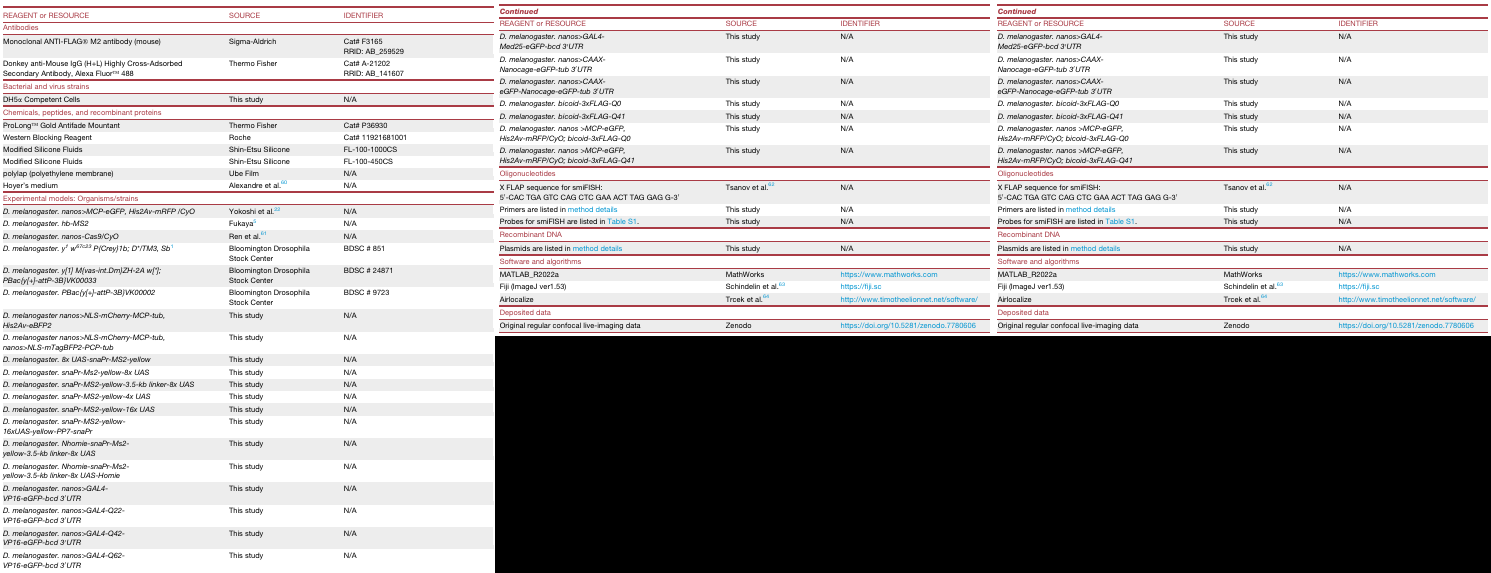 REAGENT or RESOURCE SOURCE IDENTIFIER
Antibodies
Monoclonal ANTI-FLAG® M2 antibody (mouse) Sigma-Aldrich Cat# F3165
RRID: AB_259529
Donkey anti-Mouse IgG (H+L) Highly Cross-Adsorbed Thermo Fisher Cat# A-21202
Secondary Antibody, Alexa Fluor™ 488 RRID: AB_141607
Bacterial and virus strains
DH5α Competent Cells This study N/A
Chemicals, peptides, and recombinant proteins
ProLong™ Gold Antifade Mountant Thermo Fisher Cat# P36930
Western Blocking Reagent Roche Cat# 11921681001
Modified Silicone Fluids Shin-Etsu Silicone FL-100-1000CS
Modified Silicone Fluids Shin-Etsu Silicone FL-100-450CS
polylap (polyethylene membrane) Ube Film N/A
Hoyer's medium Alexandre et al.60 N/A
Experimental models: Organisms/strains
D. melanogaster. nanos>MCP-eGFP, His2Av-mRFP /CyO Yokoshi et al.22 N/A
D. melanogaster. hb-MS2 Fukaya5 N/A
D. melanogaster. nanos-Cas9/CyO Ren et al.61 N/A
D. melanogaster. y1 w67c23 P{Crey}1b; D*/TM3, Sb1 Bloomington Drosophila BDSC # 851
Stock Center
D. melanogaster. y[1] M{vas-int.Dm}ZH-2A w[*]; Bloomington Drosophila BDSC # 24871
PBac{y[+]-attP-3B}VK00033 Stock Center
D. melanogaster. PBac{y[+]-attP-3B}VK00002 Bloomington Drosophila BDSC # 9723
Stock Center
D. melanogaster nanos>NLS-mCherry-MCP-tub, This study N/A
His2Av-eBFP2
D. melanogaster nanos>NLS-mCherry-MCP-tub, This study N/A
nanos>NLS-mTagBFP2-PCP-tub
D. melanogaster. 8x UAS-snaPr-MS2-yellow This study N/A
D. melanogaster. snaPr-Ms2-yellow-8x UAS This study N/A
D. melanogaster. snaPr-MS2-yellow-3.5-kb linker-8x UAS This study N/A
D. melanogaster. snaPr-MS2-yellow-4x UAS This study N/A
D. melanogaster. snaPr-MS2-yellow-16x UAS This study N/A
D. melanogaster. snaPr-MS2-yellow- This study N/A
16xUAS-yellow-PP7-snaPr
D. melanogaster. Nhomie-snaPr-Ms2- This study N/A
yellow-3.5-kb linker-8x UAS
D. melanogaster. Nhomie-snaPr-Ms2- This study N/A
yellow-3.5-kb linker-8x UAS-Homie
D. melanogaster. nanos>GAL4- This study N/A
VP16-eGFP-bcd 3'UTR
D. melanogaster. nanos>GAL4-Q22- This study N/A
VP16-eGFP-bcd 3'UTR
D. melanogaster. nanos>GAL4-Q42- This study N/A
VP16-eGFP-bcd 3'UTR
D. melanogaster. nanos>GAL4-Q62- This study N/A
VP16-eGFP-bcd 3'UTR
Continued
REAGENT or RESOURCE SOURCE IDENTIFIER
D. melanogaster. nanos>GAL4- This study N/A
Med25-eGFP-bcd 3'UTR
D. melanogaster. nanos>CAAX- This study N/A
Nanocage-eGFP-tub 3'UTR
D. melanogaster. nanos>CAAX- This study N/A
eGFP-Nanocage-eGFP-tub 3'UTR
D. melanogaster. bicoid-3xFLAG-Q0 This study N/A
D. melanogaster. bicoid-3xFLAG-Q41 This study N/A
D. melanogaster. nanos >MCP-eGFP, This study N/A
His2Av-mRFP/CyO; bicoid-3xFLAG-Q0
D. melanogaster. nanos >MCP-eGFP, This study N/A
His2Av-mRFP/CyO; bicoid-3xFLAG-Q41
Oligonucleotides
X FLAP sequence for smiFISH: Tsanov et al.62 N/A
5'-CAC TGA GTC CAG CTC GAA ACT TAG GAG G-3'
Primers are listed in method details This study N/A
Probes for smiFISH are listed in Table S1. This study N/A
Recombinant DNA
Plasmids are listed in method details This study N/A
Software and algorithms
MATLAB_R2022a MathWorks https://www.mathworks.com
Fiji (ImageJ ver1.53) Schindelin et al.63 https://fiji.sc
Airlocalize Trcek et al.64 http://www.timotheelionnet.net/software/
Deposited data
Original regular confocal live-imaging data Zenodo https://doi.org/10.5281/zenodo.7780606
Continued
REAGENT or RESOURCE SOURCE IDENTIFIER
D. melanogaster. nanos>GAL4- This study N/A
Med25-eGFP-bcd 3'UTR
D. melanogaster. nanos>CAAX- This study N/A
Nanocage-eGFP-tub 3'UTR
D. melanogaster. nanos>CAAX- This study N/A
eGFP-Nanocage-eGFP-tub 3'UTR
D. melanogaster. bicoid-3xFLAG-Q0 This study N/A
D. melanogaster. bicoid-3xFLAG-Q41 This study N/A
D. melanogaster. nanos >MCP-eGFP, This study N/A
His2Av-mRFP/CyO; bicoid-3xFLAG-Q0
D. melanogaster. nanos >MCP-eGFP, This study N/A
His2Av-mRFP/CyO; bicoid-3xFLAG-Q41
Oligonucleotides
X FLAP sequence for smiFISH: Tsanov et al.62 N/A
5'-CAC TGA GTC CAG CTC GAA ACT TAG GAG G-3'
Primers are listed in method details This study N/A
Probes for smiFISH are listed in Table S1. This study N/A
Recombinant DNA
Plasmids are listed in method details This study N/A
Software and algorithms
MATLAB_R2022a MathWorks https://www.mathworks.com
Fiji (ImageJ ver1.53) Schindelin et al.63 https://fiji.sc
Airlocalize Trcek et al.64 http://www.timotheelionnet.net/software/
Deposited data
Original regular confocal live-imaging data Zenodo https://doi.org/10.5281/zenodo.7780606